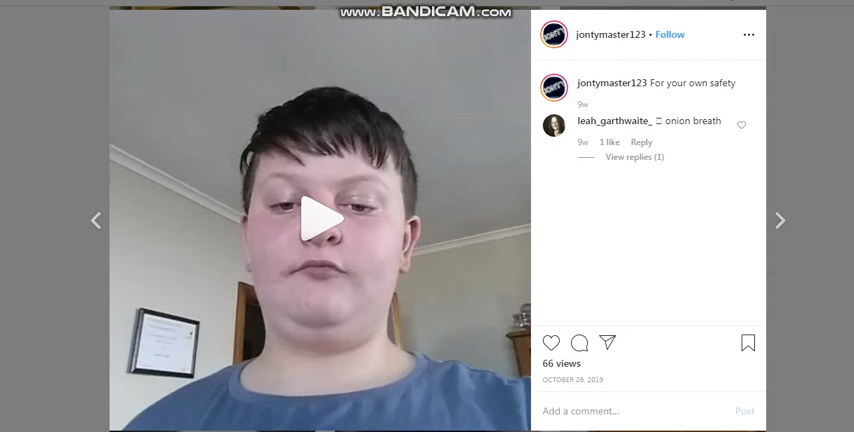 www.BANDICAM.com
jontymaster123 • Follow
jontymaster123 For your own safety
9w
leah_garthwaite_ onion breath
9w 1 like Reply
View replies (1)
66 views
OCTOBER 26, 2019
Add a comment... Post